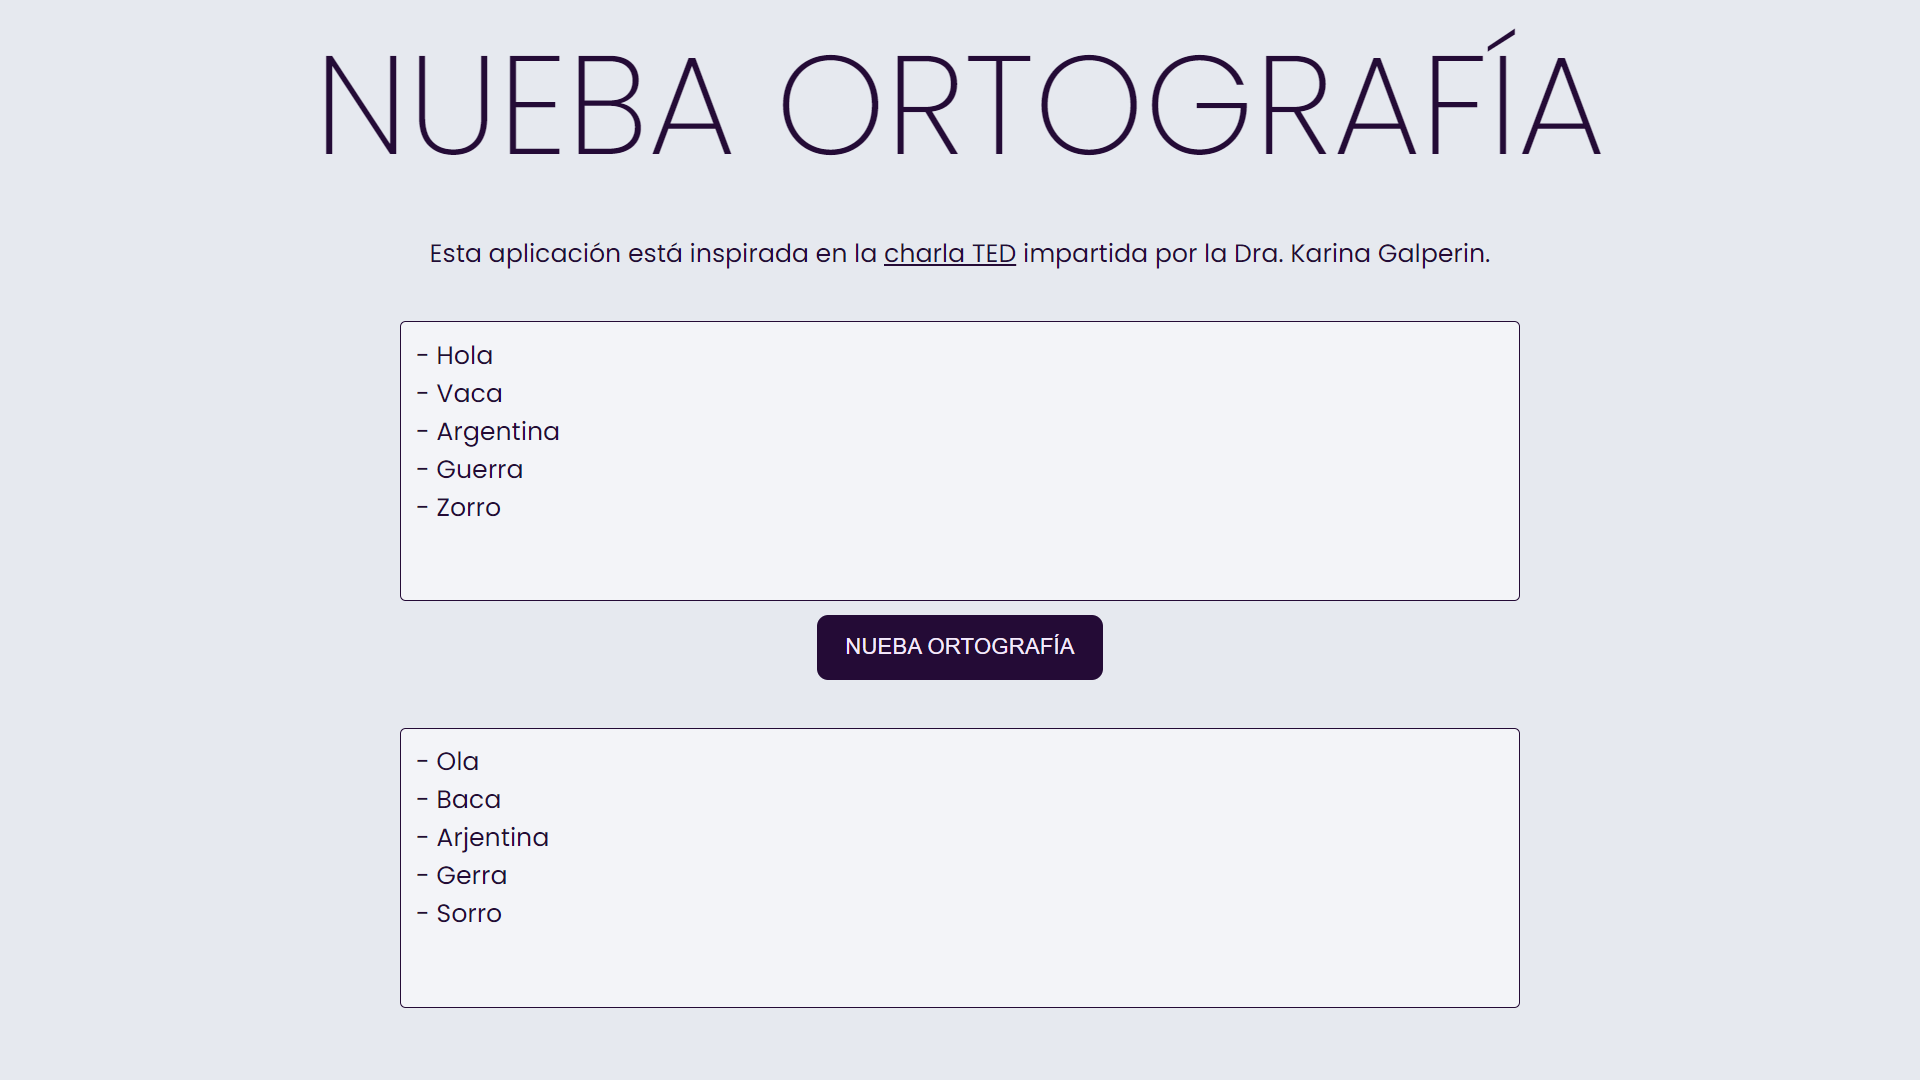 NUEBA ORTOGRAFÍA
Esta aplicación está inspirada en la charla TED impartida por la Dra. Karina Galperin.
- Hola
- Vaca
- Argentina
- Guerra
- Zorro
NUEBA ORTOGRAFÍA
- Ola
- Baca
- Arjentina
- Gerra
- Sorro